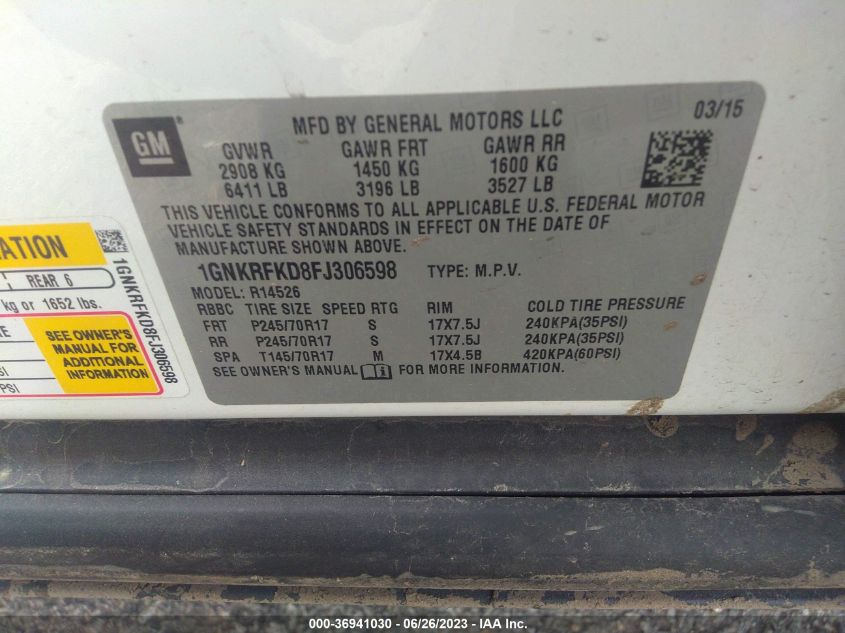 GM
MFD BY GENERAL MOTORS LLC
03/15
GVWR GAWR FRT GAWR RR
2908 KG 1450 KG 1600 KG
6411 LB 3196 LB 3527 LB
THIS VEHICLE CONFORMS TO ALL APPLICABLE U.S. FEDERAL MOTOR
VEHICLE SAFETY STANDARDS IN EFFECT ON THE DATE OF
MANUFACTURE SHOWN ABOVE.
1GNKRFKD8FJ306598 TYPE: M.P.V.
MODEL: R14526
RBBC TIRE SIZE SPEED RTG RIM COLD TIRE PRESSURE
FRT P245/70R17 S 17X7.5J 240KPA(35PSI)
RR P245/70R17 S 17X7.5J 240KPA(35PSI)
SPA T145/70R17 M 17X4.5B 420KPA(60PSI)
SEE OWNER'S MANUAL i FOR MORE INFORMATION.
REAR 6
kg or 1652 lbs.
SEE OWNER'S
MANUAL FOR
ADDITIONAL
INFORMATION
1GNKRFKD8FJ306598
000-36941030 - 06/26/2023 - - - M.V.P. INC.